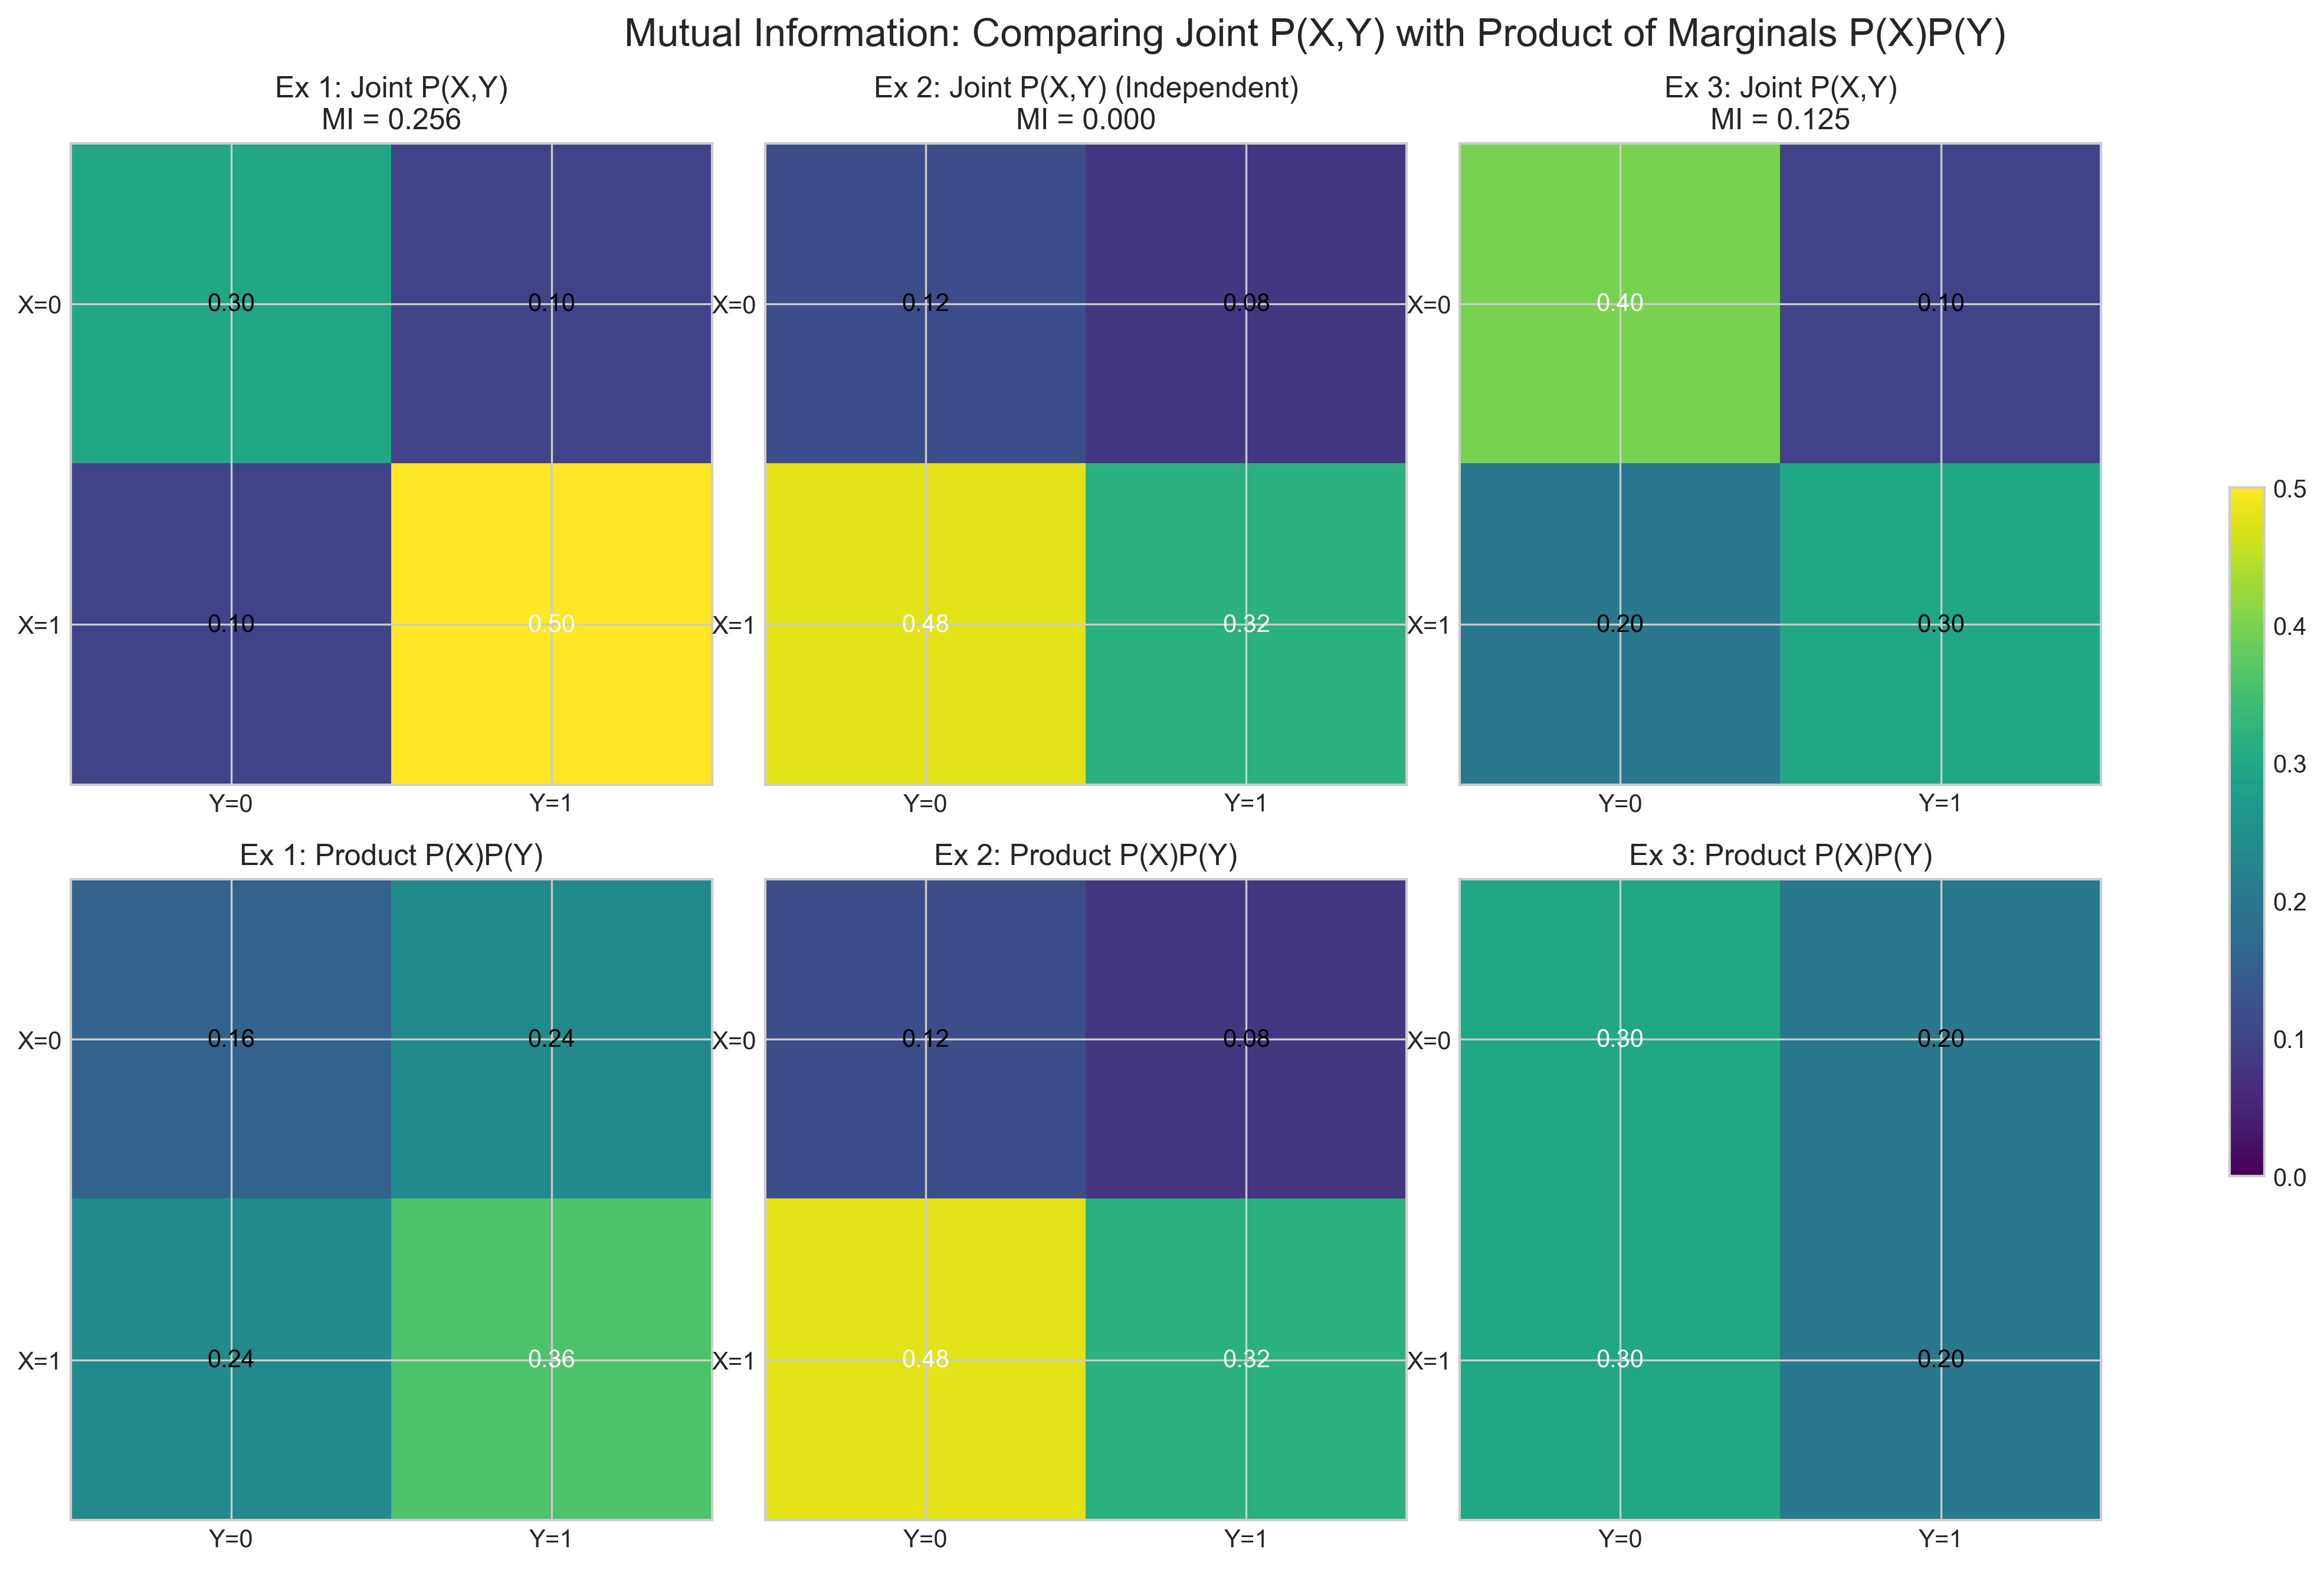 Mutual Information: Comparing Joint P(X,Y) with Product of Marginals P(X)P(Y)
Ex 1: Joint P(X,Y)
MI = 0.256
X=0
0.30
0.10
X=1
0.10
0.50
Y=0
Y=1
Ex 2: Joint P(X,Y) (Independent)
MI = 0.000
X=0
0.12
0.08
X=1
0.48
0.32
Y=0
Y=1
Ex 3: Joint P(X,Y)
MI = 0.125
X=0
0.40
0.10
X=1
0.20
0.30
Y=0
Y=1
Ex 1: Product P(X)P(Y)
X=0
0.16
0.24
X=1
0.24
0.36
Y=0
Y=1
Ex 2: Product P(X)P(Y)
X=0
0.12
0.08
X=1
0.48
0.32
Y=0
Y=1
Ex 3: Product P(X)P(Y)
X=0
0.30
0.20
X=1
0.30
0.20
Y=0
Y=1
0.5
0.4
0.3
0.2
0.1
0.0